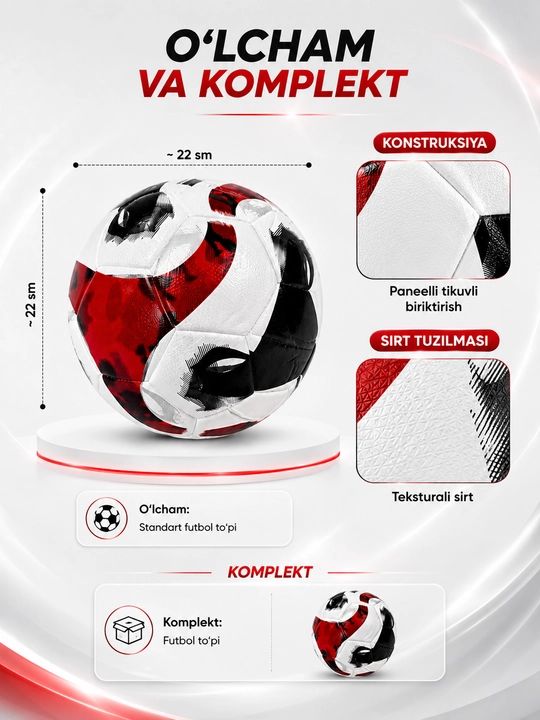 O‘LCHAM
VA KOMPLEKT
~ 22 sm
~ 22 sm
KONSTRUKSIYA
Paneelli tikuvli
biriktirish
SIRT TUZILMASI
Teksturali sirt
O‘lcham:
Standart futbol to‘pi
KOMPLEKT
Komplekt:
Futbol to‘pi